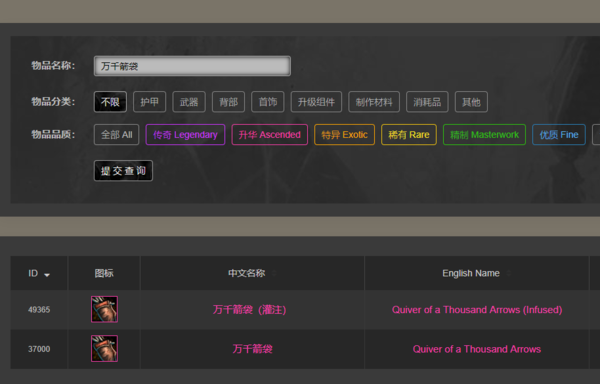 物品名称： 万千箭袋
物品分类： 不限 护甲 武器 背部 首饰 升级组件 制作材料 消耗品 其他
物品品质： 全部 All 传奇 Legendary 升华 Ascended 特异 Exotic 稀有 Rare 精制 Masterwork 优质 Fine
提交查询
ID 图标 中文名称 English Name
49365 万千箭袋 (灌注) Quiver of a Thousand Arrows (Infused)
37000 万千箭袋 Quiver of a Thousand Arrows